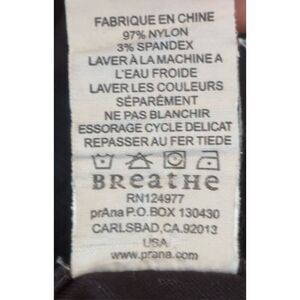 FABRIQUE EN CHINE
97% NYLON
3% SPANDEX
LAVER À LA MACHINE A
L'EAU FROIDE
LAVER LES COULEURS
SÉPARÉMENT
NE PAS BLANCHIR
ESSORAGE CYCLE DELICAT
REPASSER AU FER TIEDE
BReatHe
RN124977
prAna P.O. BOX 130430
CARLSBAD,CA.92013
USA
www.prana.com